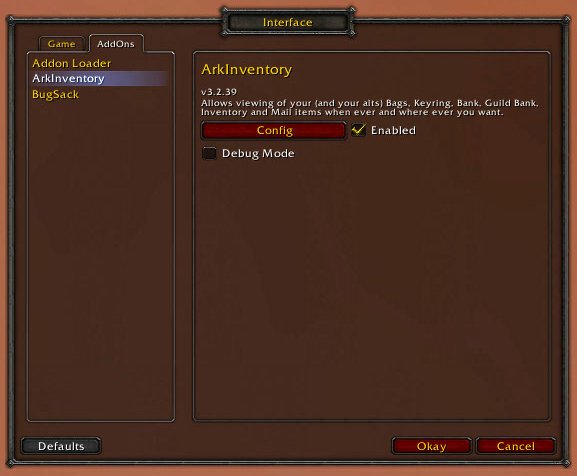 Interface
Game
AddOns
Addon Loader
ArkInventory
BugSack
ArkInventory
v3.2.39
Allows viewing of your (and your alts) Bags, Keyring, Bank, Guild Bank,
Inventory and Mail items when ever and where ever you want.
Config
Enabled
Debug Mode
Defaults
Okay
Cancel